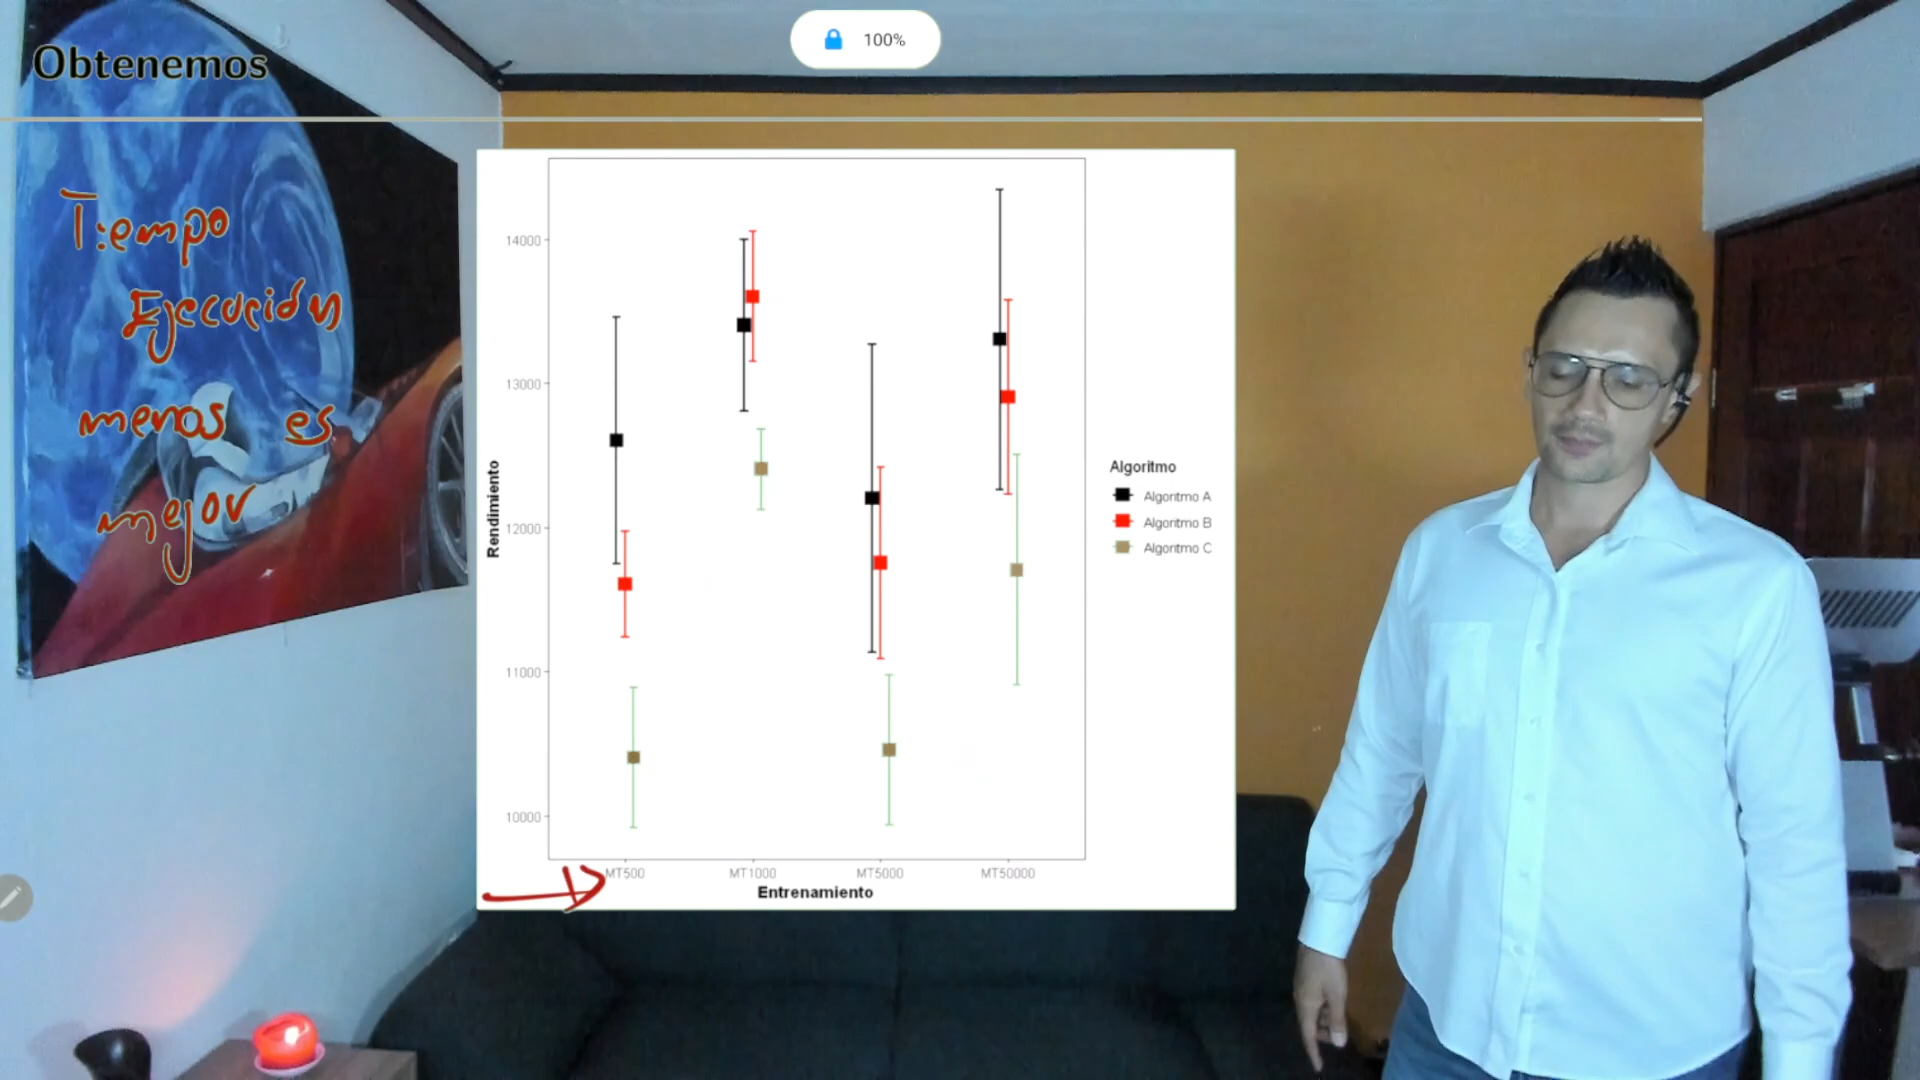 100%
Obtenemos
Tiempo
Ejecución
menos es
mejor
14000
13000
12000
11000
10000
Rendimiento
MT500
MT1000
MT5000
MT50000
Entrenamiento
Algoritmo
Algoritmo A
Algoritmo B
Algoritmo C